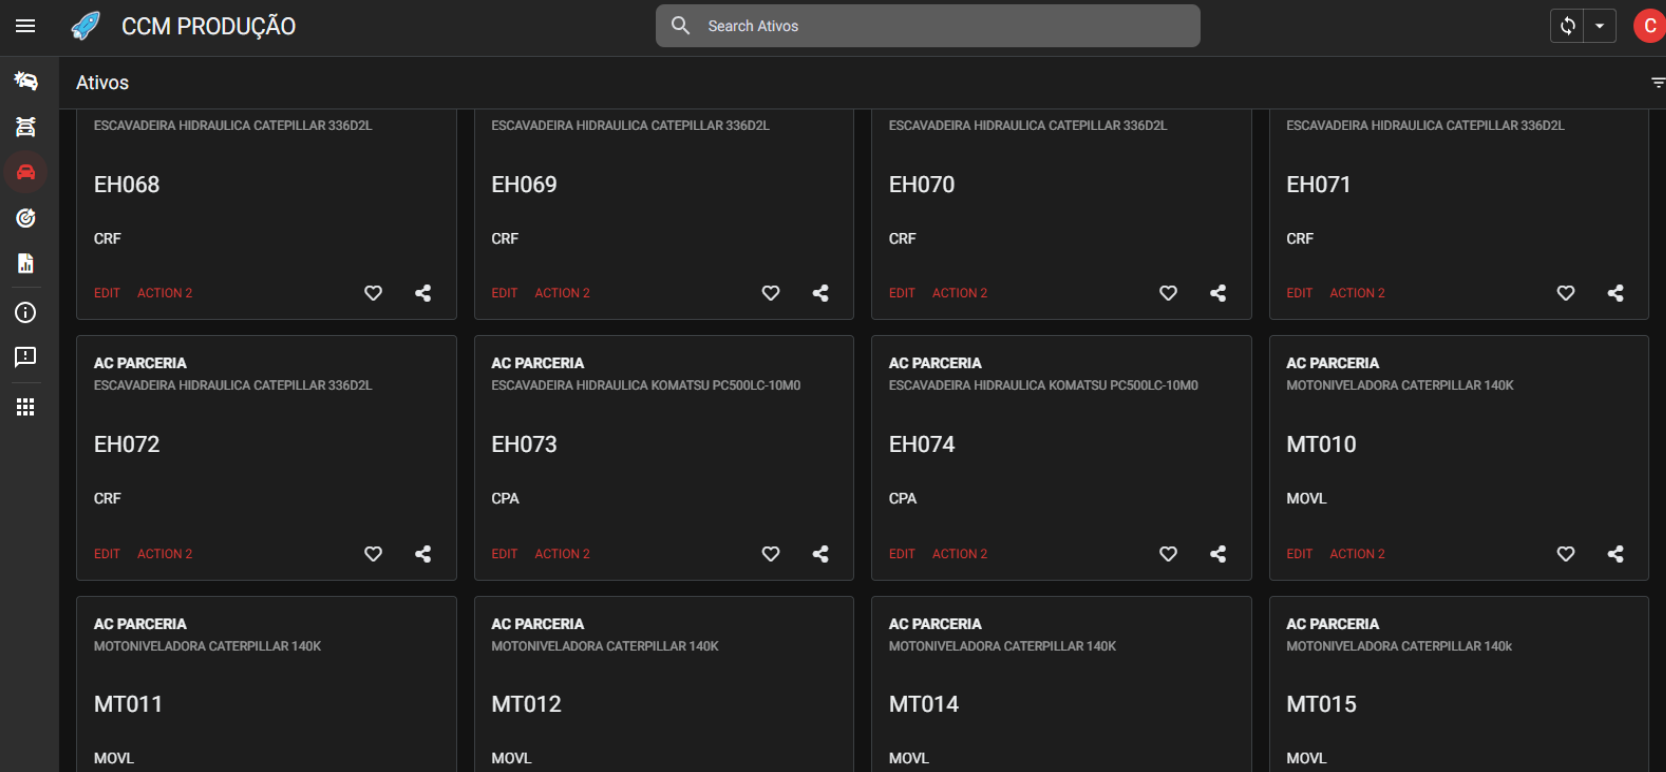 CCM PRODUÇÃO
Search Ativos
C
Ativos
ESCAVADEIRA HIDRAULICA CATEPILLAR 336D2L
ESCAVADEIRA HIDRAULICA CATEPILLAR 336D2L
ESCAVADEIRA HIDRAULICA CATEPILLAR 336D2L
ESCAVADEIRA HIDRAULICA CATEPILLAR 336D2L
EH068
EH069
EH070
EH071
CRF
CRF
CRF
CRF
EDIT ACTION 2
EDIT ACTION 2
EDIT ACTION 2
EDIT ACTION 2
AC PARCERIA
AC PARCERIA
AC PARCERIA
AC PARCERIA
ESCAVADEIRA HIDRAULICA CATEPILLAR 336D2L
ESCAVADEIRA HIDRAULICA KOMATSU PC500LC-10M0
ESCAVADEIRA HIDRAULICA KOMATSU PC500LC-10M0
MOTONIVELADORA CATERPILLAR 140K
EH072
EH073
EH074
MT010
CRF
CPA
CPA
MOVL
EDIT ACTION 2
EDIT ACTION 2
EDIT ACTION 2
EDIT ACTION 2
AC PARCERIA
AC PARCERIA
AC PARCERIA
AC PARCERIA
MOTONIVELADORA CATERPILLAR 140K
MOTONIVELADORA CATERPILLAR 140K
MOTONIVELADORA CATERPILLAR 140K
MOTONIVELADORA CATERPILLAR 140k
MT011
MT012
MT014
MT015
MOVL
MOVL
MOVL
MOVL